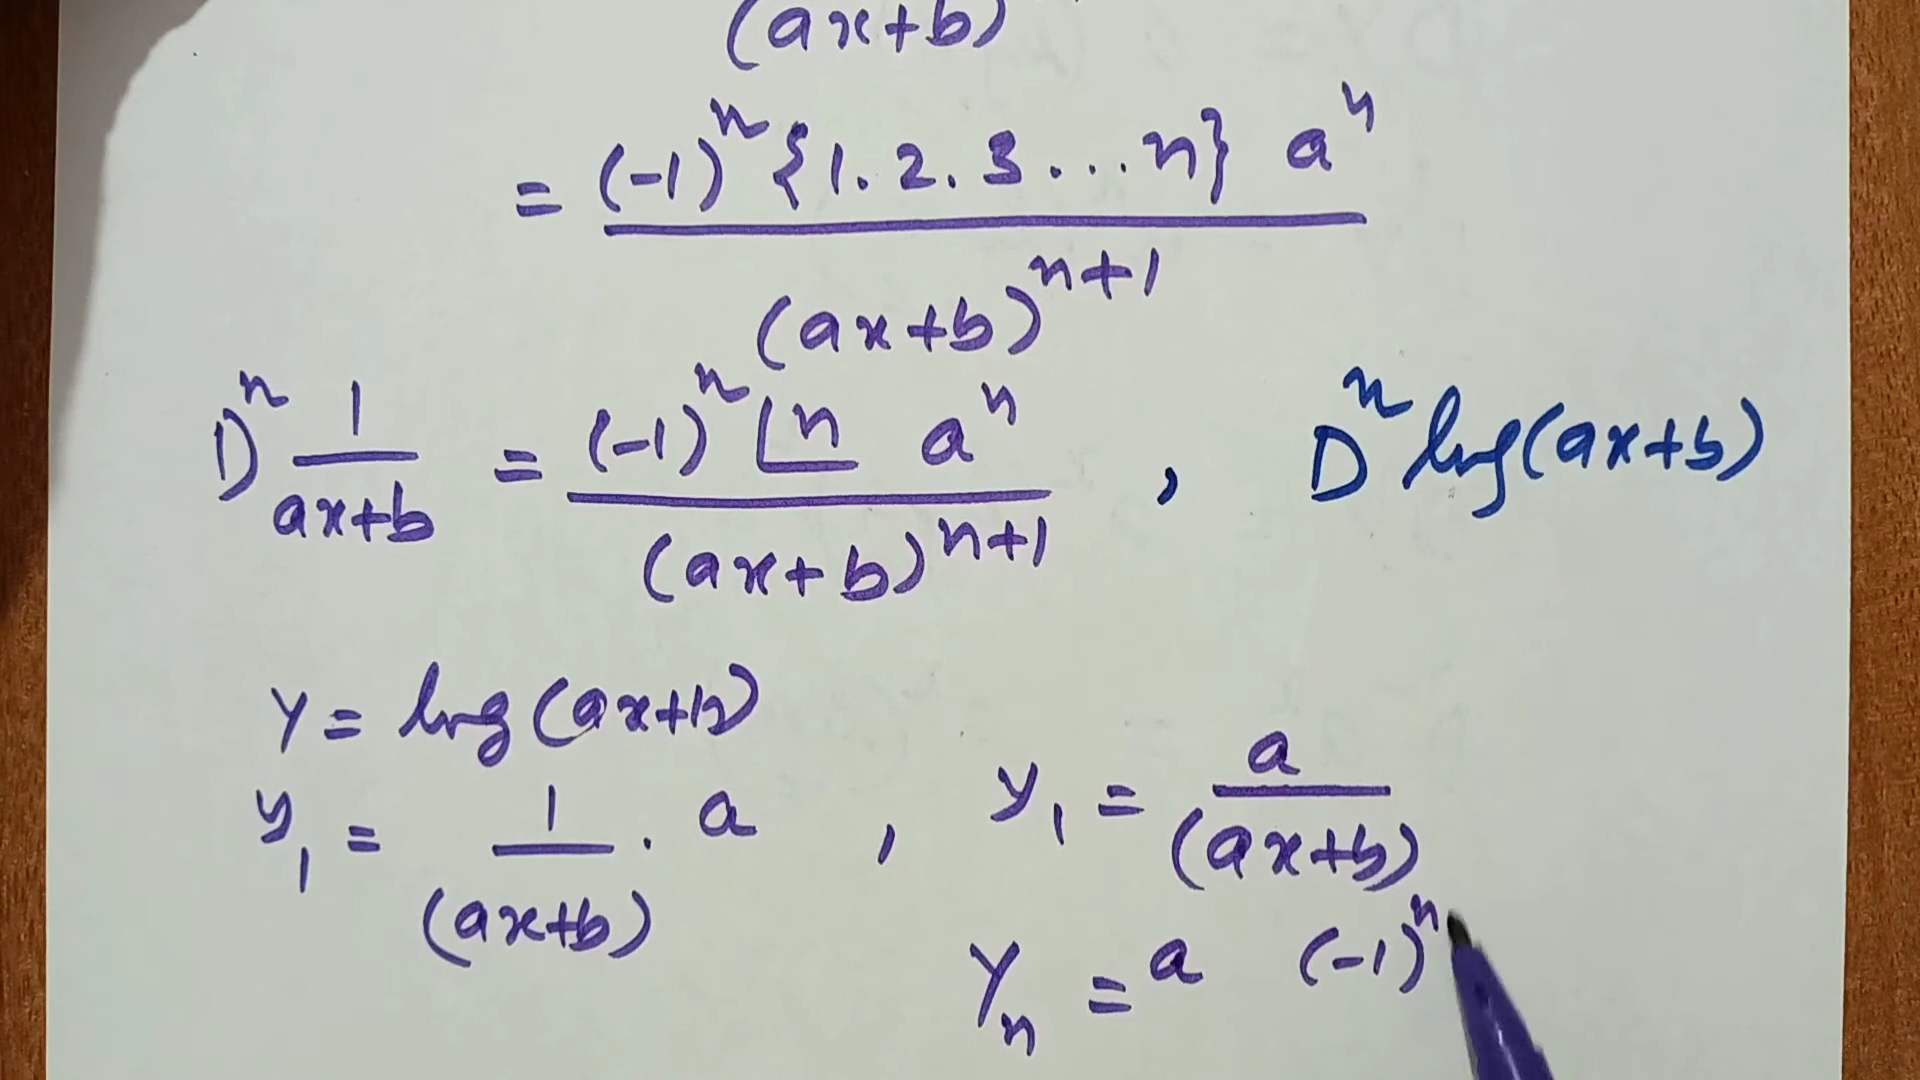 (ax+b)
= (-1)^n {1.2.3...n} a^n
(ax+b)^{n+1}
D^n 1/(ax+b) = (-1)^n |n a^n / (ax+b)^{n+1} , D^n log(ax+b)
y = log(ax+b)
y_1 = 1/(ax+b) . a , y_1 = a/(ax+b)
y_n = a (-1)^n